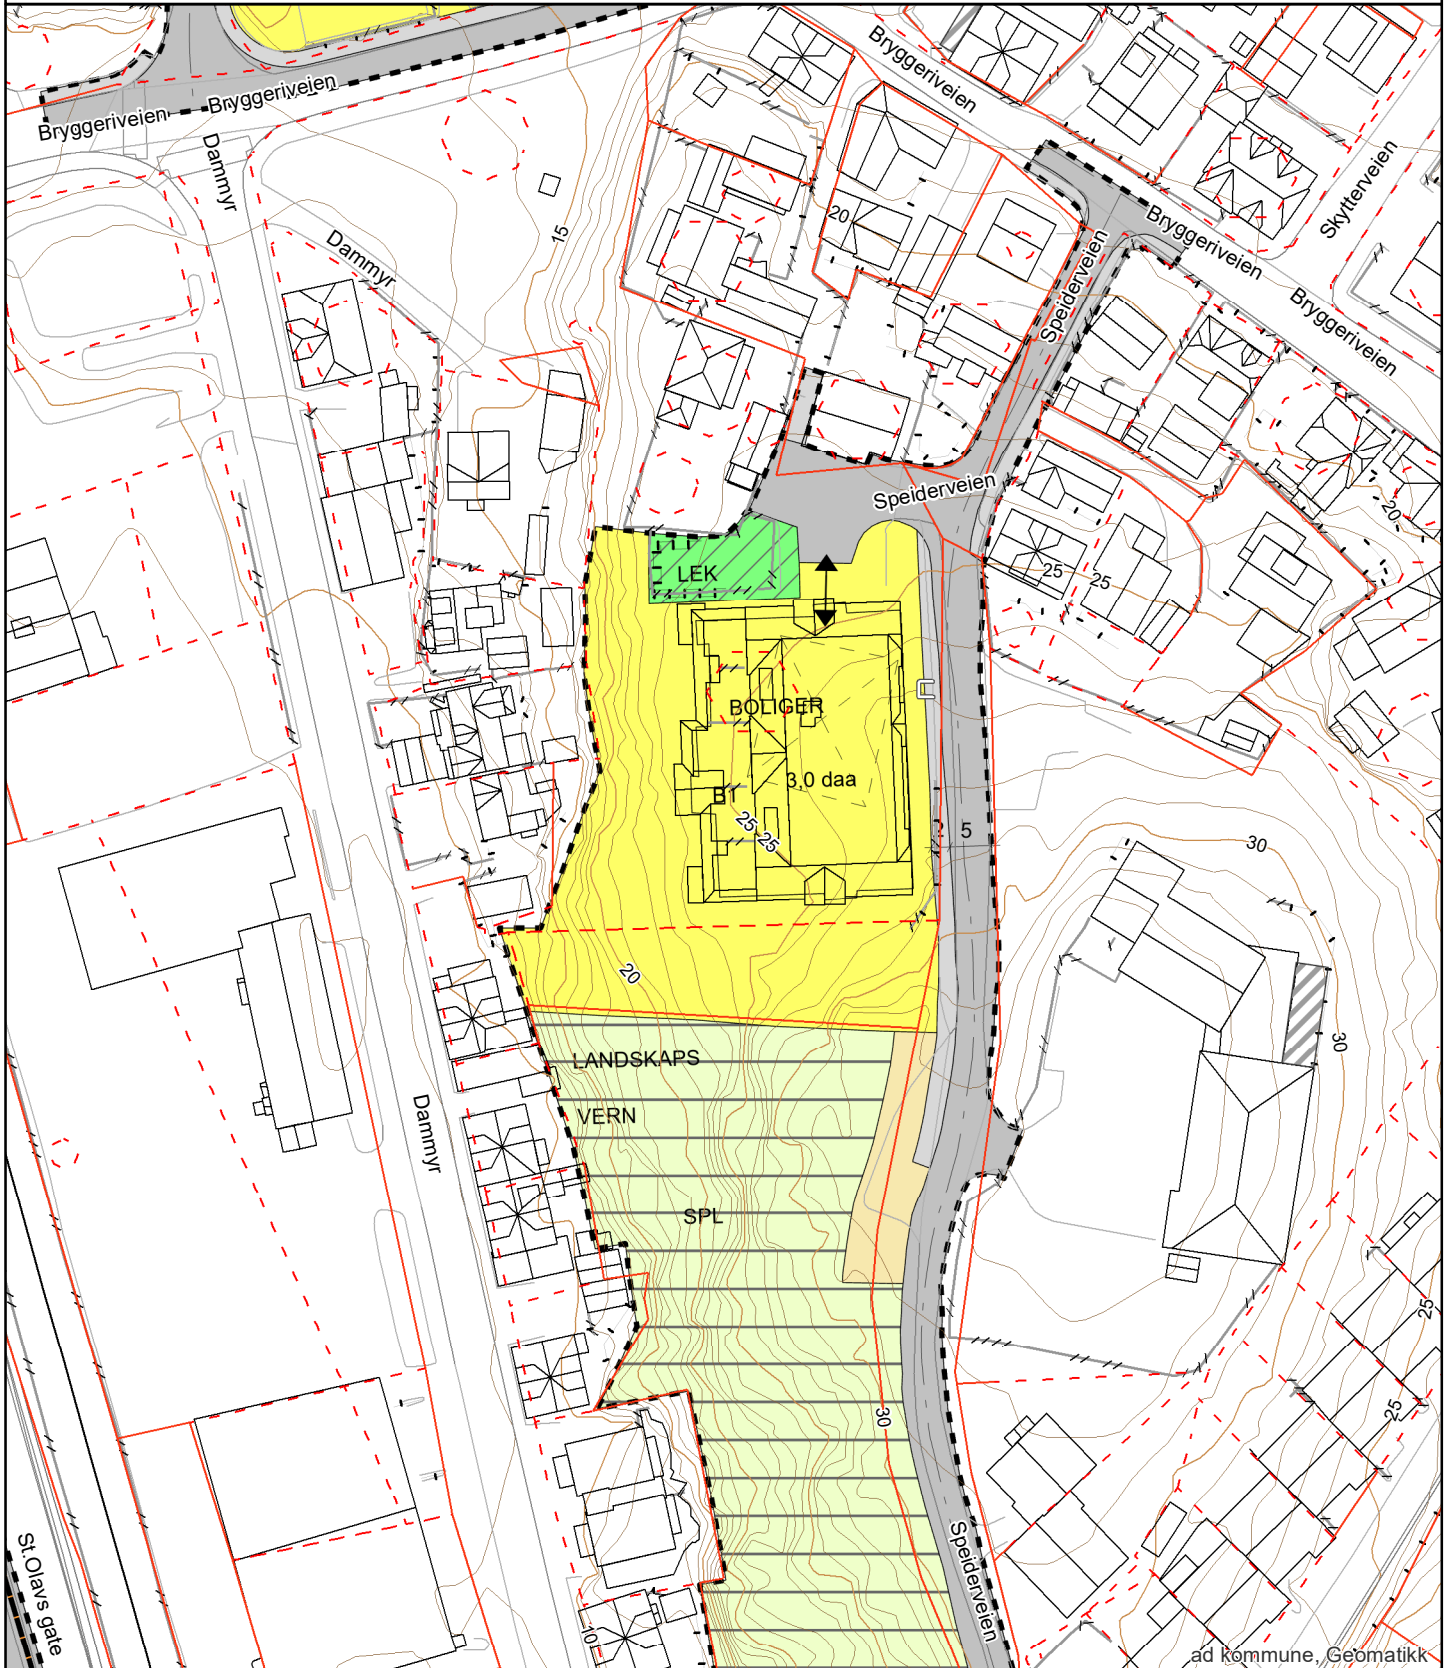 Bryggeriveien
Bryggeriveien
Bryggeriveien
Dammyr
Skytterveien
20
Bryggeriveien
15
Dammyr
Speiderveien
Bryggeriveien
Speiderveien
20
LEK
25
25
BOLIGER
3,0 daa
B1
25
25
5
30
20
30
LANDSKAPS
VERN
Dammyr
SPL
25
30
25
St.Olavs gate
Speiderveien
10
ad kommune, Geomatikk